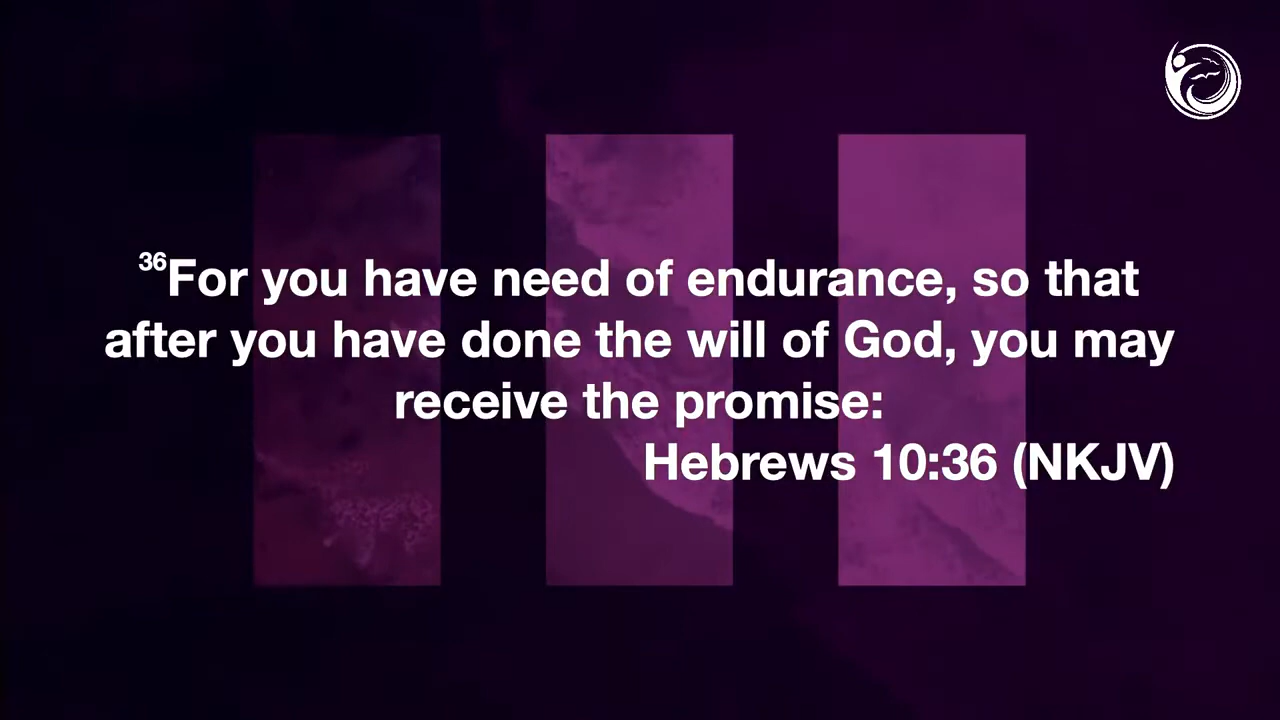 36For you have need of endurance, so that
after you have done the will of God, you may
receive the promise:
Hebrews 10:36 (NKJV)